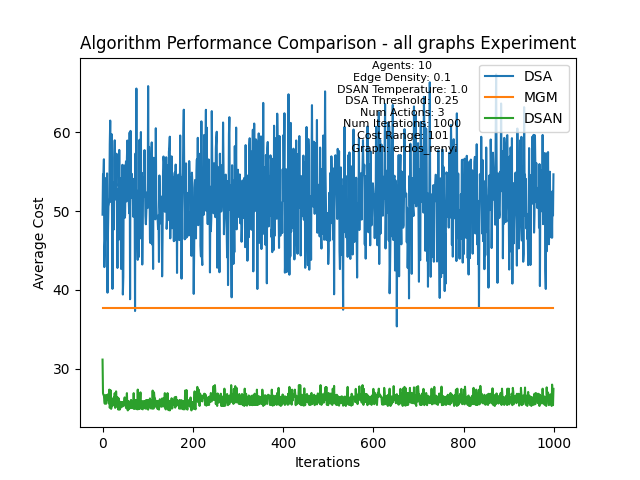 Algorithm Performance Comparison - all graphs Experiment
Agents: 10
Edge Density: 0.1
DSAN Temperature: 1.0
DSA Threshold: 0.25
Num Actions: 3
Num Iterations: 1000
Cost Range: 101
Graph: erdos_renyi
DSA
MGM
DSAN
Average Cost
60
50
40
30
0
200
400
600
800
1000
Iterations